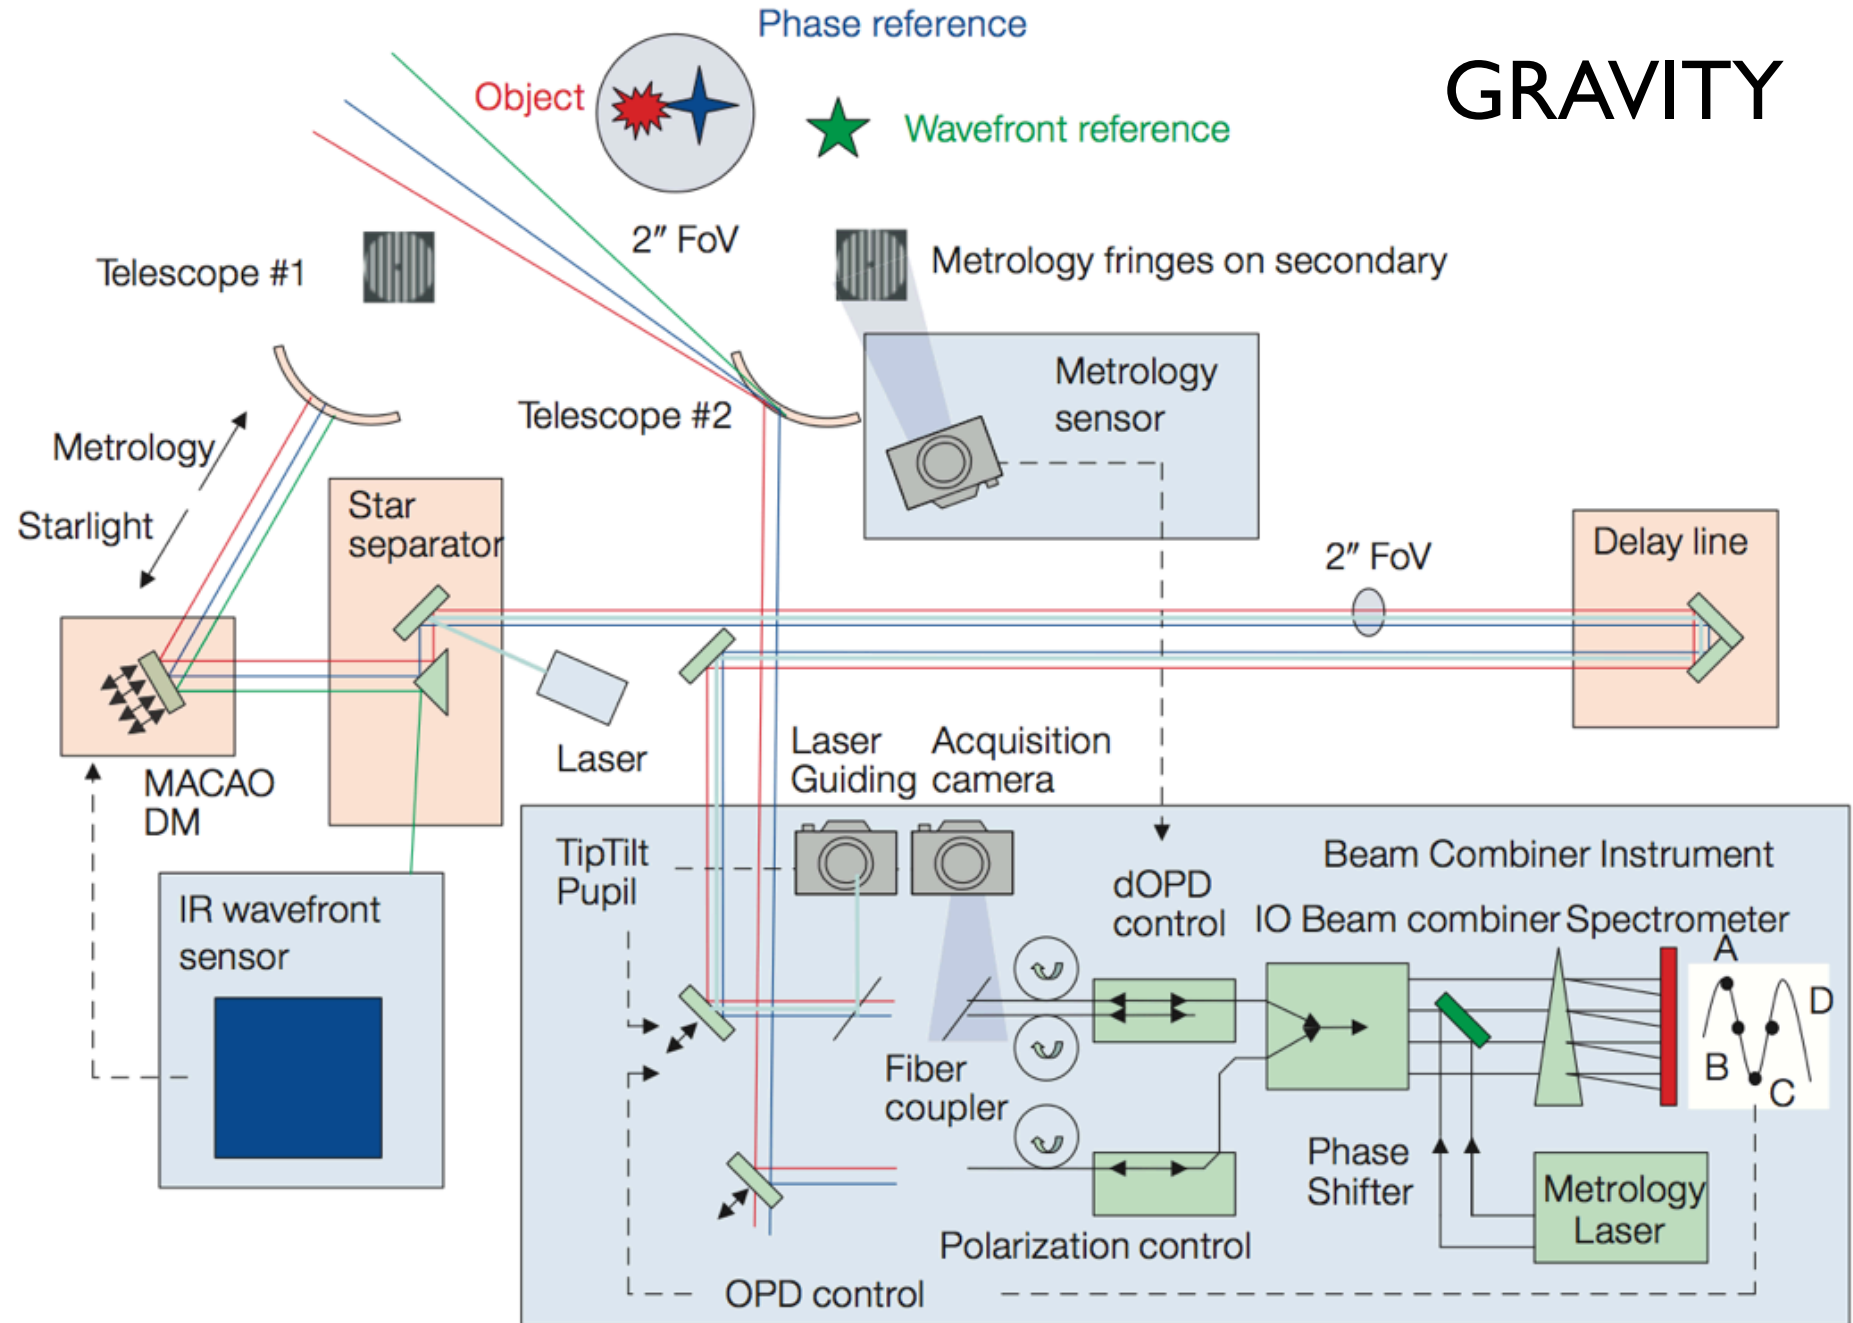 Phase reference
GRAVITY
Object
Wavefront reference
2″ FoV
Telescope #1
Metrology fringes on secondary
Metrology
sensor
Telescope #2
Metrology
Starlight
Star
separator
2″ FoV
Delay line
Laser
MACAO
DM
Laser
Guiding
Acquisition
camera
IR wavefront
sensor
TipTilt
Pupil
dOPD
control
Beam Combiner Instrument
IO Beam combiner
Spectrometer
A
D
B
C
Fiber
coupler
Phase
Shifter
Metrology
Laser
Polarization control
OPD control